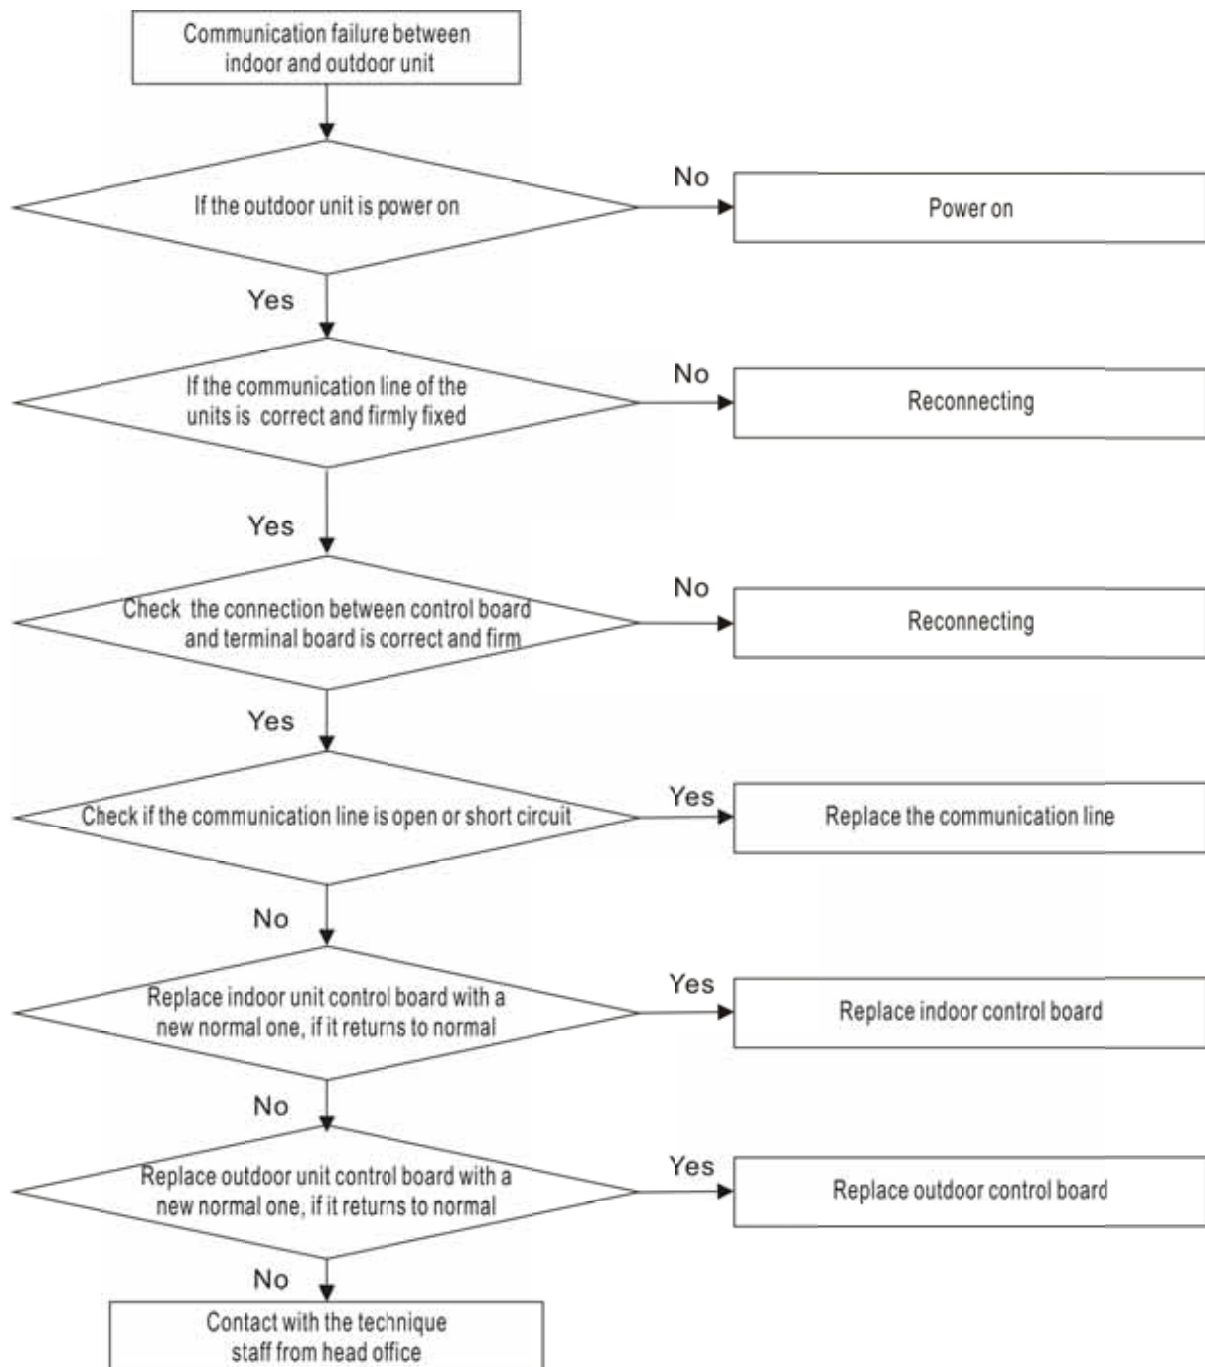 Communication failure between
indoor and outdoor unit
If the outdoor unit is power on
No
Power on
Yes
If the communication line of the
units is correct and firmly fixed
No
Reconnecting
Yes
Check the connection between control board
and terminal board is correct and firm
No
Reconnecting
Yes
Check if the communication line is open or short circuit
Yes
Replace the communication line
No
Replace indoor unit control board with a
new normal one, if it returns to normal
Yes
Replace indoor control board
No
Replace outdoor unit control board with a
new normal one, if it returns to normal
Yes
Replace outdoor control board
No
Contact with the technique
staff from head office